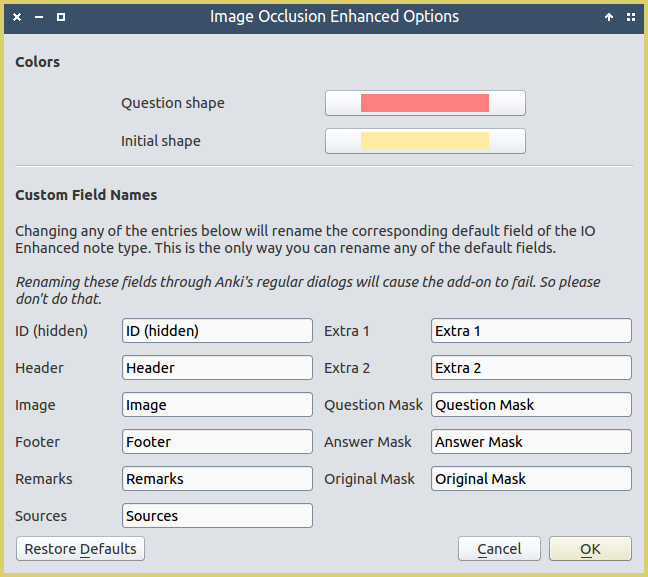 Image Occlusion Enhanced Options
Colors
Question shape
Initial shape
Custom Field Names
Changing any of the entries below will rename the corresponding default field of the IO
Enhanced note type. This is the only way you can rename any of the default fields.
Renaming these fields through Anki's regular dialogs will cause the add-on to fail. So please
don't do that.
ID (hidden) ID (hidden) Extra 1 Extra 1
Header Header Extra 2 Extra 2
Image Image Question Mask Question Mask
Footer Footer Answer Mask Answer Mask
Remarks Remarks Original Mask Original Mask
Sources Sources
Restore Defaults Cancel OK